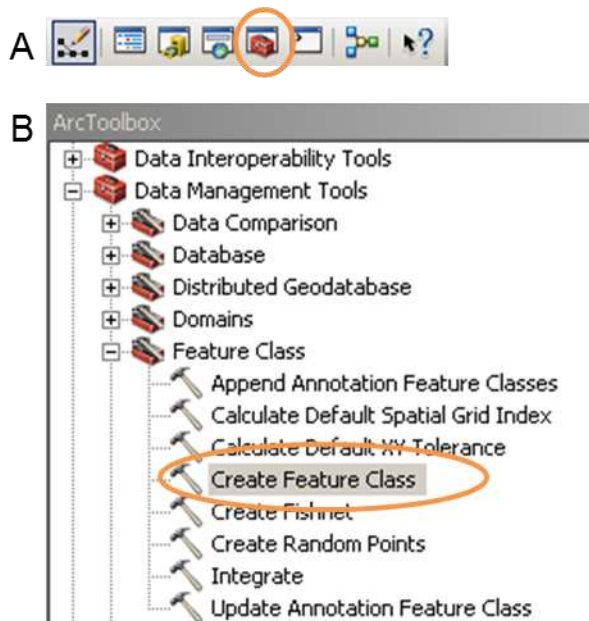 A
B
ArcToolbox
Data Interoperability Tools
Data Management Tools
Data Comparison
Database
Distributed Geodatabase
Domains
Feature Class
Append Annotation Feature Classes
Calculate Default Spatial Grid Index
Calculate Default XY Tolerance
Create Feature Class
Create Fishnet
Create Random Points
Integrate
Update Annotation Feature Class